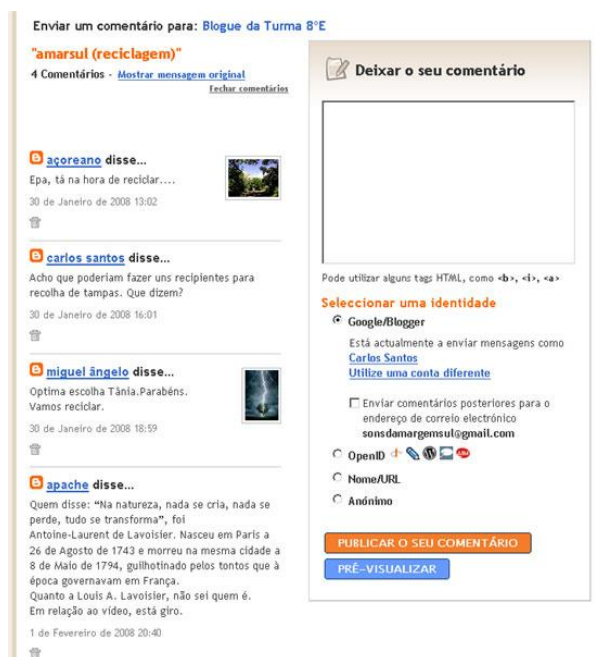 Enviar um comentário para: Blogue da Turma 8ºE
"amarsul (reciclagem)"
4 Comentários - Mostrar mensagem original
Fechar comentários
açoreano disse...
Epa, tá na hora de reciclar....
30 de Janeiro de 2008 13:02
carlos santos disse...
Acho que poderiam fazer uns recipientes para
recolha de tampas. Que dizem?
30 de Janeiro de 2008 16:01
miguel ângelo disse...
Optima escolha Tânia.Parabéns.
Vamos reciclar.
30 de Janeiro de 2008 18:59
apache disse...
Quem disse: “Na natureza, nada se cria, nada se
perde, tudo se transforma”, foi
Antoine-Laurent de Lavoisier. Nasceu em Paris a
26 de Agosto de 1743 e morreu na mesma cidade a
8 de Maio de 1794, guilhotinado pelos tontos que à
época governavam em França.
Quanto a Louis A. Lavoisier, não sei quem é.
Em relação ao vídeo, está giro.
1 de Fevereiro de 2008 20:40
Deixar o seu comentário
Pode utilizar alguns tags HTML, como <b>, <i>, <a>
Seleccionar uma identidade
Google/Blogger
Está actualmente a enviar mensagens como
Carlos Santos
Utilize uma conta diferente
Enviar comentários posteriores para o
endereço de correio electrónico
sonsdamargemsul@gmail.com
OpenID
Nome/URL
Anónimo
PUBLICAR O SEU COMENTÁRIO
PRÉ-VISUALIZAR